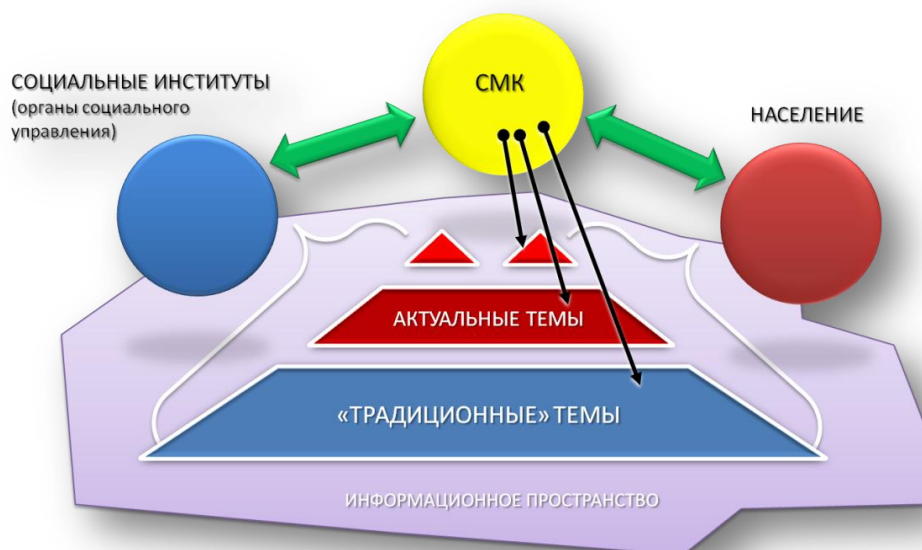 СМК
СОЦИАЛЬНЫЕ ИНСТИТУТЫ
(органы социального
управления)
НАСЕЛЕНИЕ
АКТУАЛЬНЫЕ ТЕМЫ
«ТРАДИЦИОННЫЕ» ТЕМЫ
ИНФОРМАЦИОННОЕ ПРОСТРАНСТВО